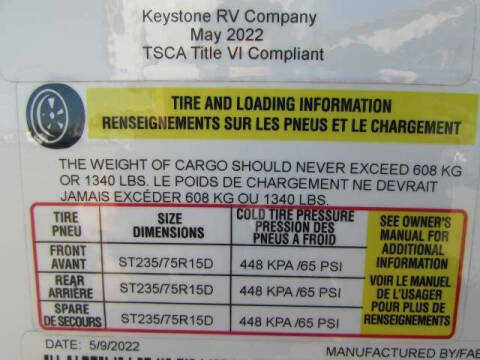 Keystone RV Company
May 2022
TSCA Title VI Compliant
TIRE AND LOADING INFORMATION
RENSEIGNEMENTS SUR LES PNEUS ET LE CHARGEMENT
THE WEIGHT OF CARGO SHOULD NEVER EXCEED 608 KG
OR 1340 LBS. LE POIDS DE CHARGEMENT NE DEVRAIT
JAMAIS EXCÉDER 608 KG OU 1340 LBS.
TIRE
PNEU
SIZE
DIMENSIONS
COLD TIRE PRESSURE
PRESSION DES
PNEUS A FROID
SEE OWNER'S
MANUAL FOR
ADDITIONAL
INFORMATION
VOIR LE MANUEL
DE L'USAGER
POUR PLUS DE
RENSEIGNEMENTS
FRONT
AVANT
ST235/75R15D
448 KPA /65 PSI
REAR
ARRIÈRE
ST235/75R15D
448 KPA /65 PSI
SPARE
DE SECOURS
ST235/75R15D
448 KPA /65 PSI
DATE: 5/9/2022
MANUFACTURED BY/FAB